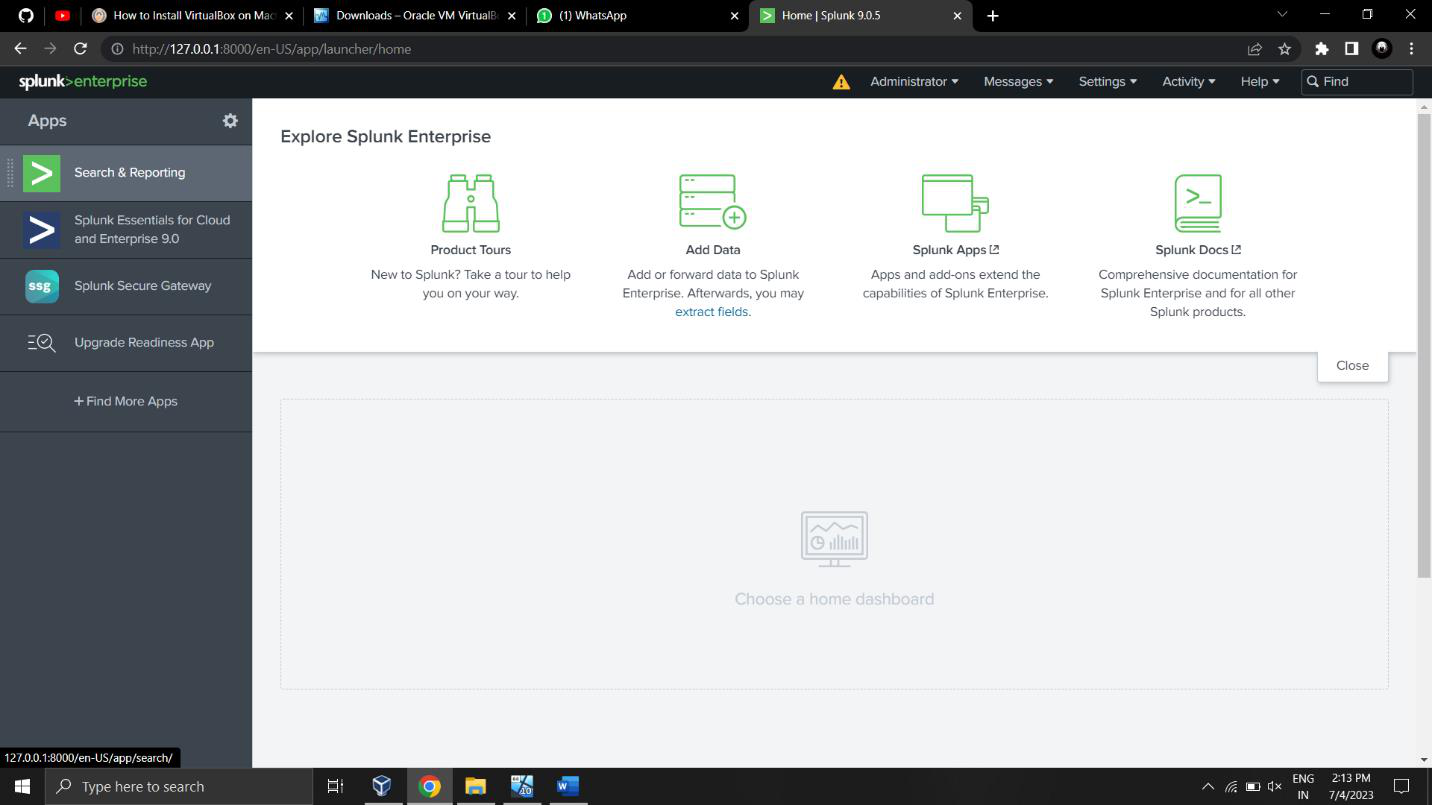 How to Install VirtualBox on Mac
Downloads – Oracle VM VirtualB
(1) WhatsApp
Home | Splunk 9.0.5
http://127.0.0.1:8000/en-US/app/launcher/home
splunk>enterprise
Administrator
Messages
Settings
Activity
Help
Find
Apps
Search & Reporting
Splunk Essentials for Cloud
and Enterprise 9.0
ssg
Splunk Secure Gateway
Upgrade Readiness App
+ Find More Apps
Explore Splunk Enterprise
Product Tours
New to Splunk? Take a tour to help
you on your way.
Add Data
Add or forward data to Splunk
Enterprise. Afterwards, you may
extract fields.
Splunk Apps
Apps and add-ons extend the
capabilities of Splunk Enterprise.
Splunk Docs
Comprehensive documentation for
Splunk Enterprise and for all other
Splunk products.
Close
Choose a home dashboard
127.0.0.1:8000/en-US/app/search/
Type here to search
ENG
IN
2:13 PM
7/4/2023